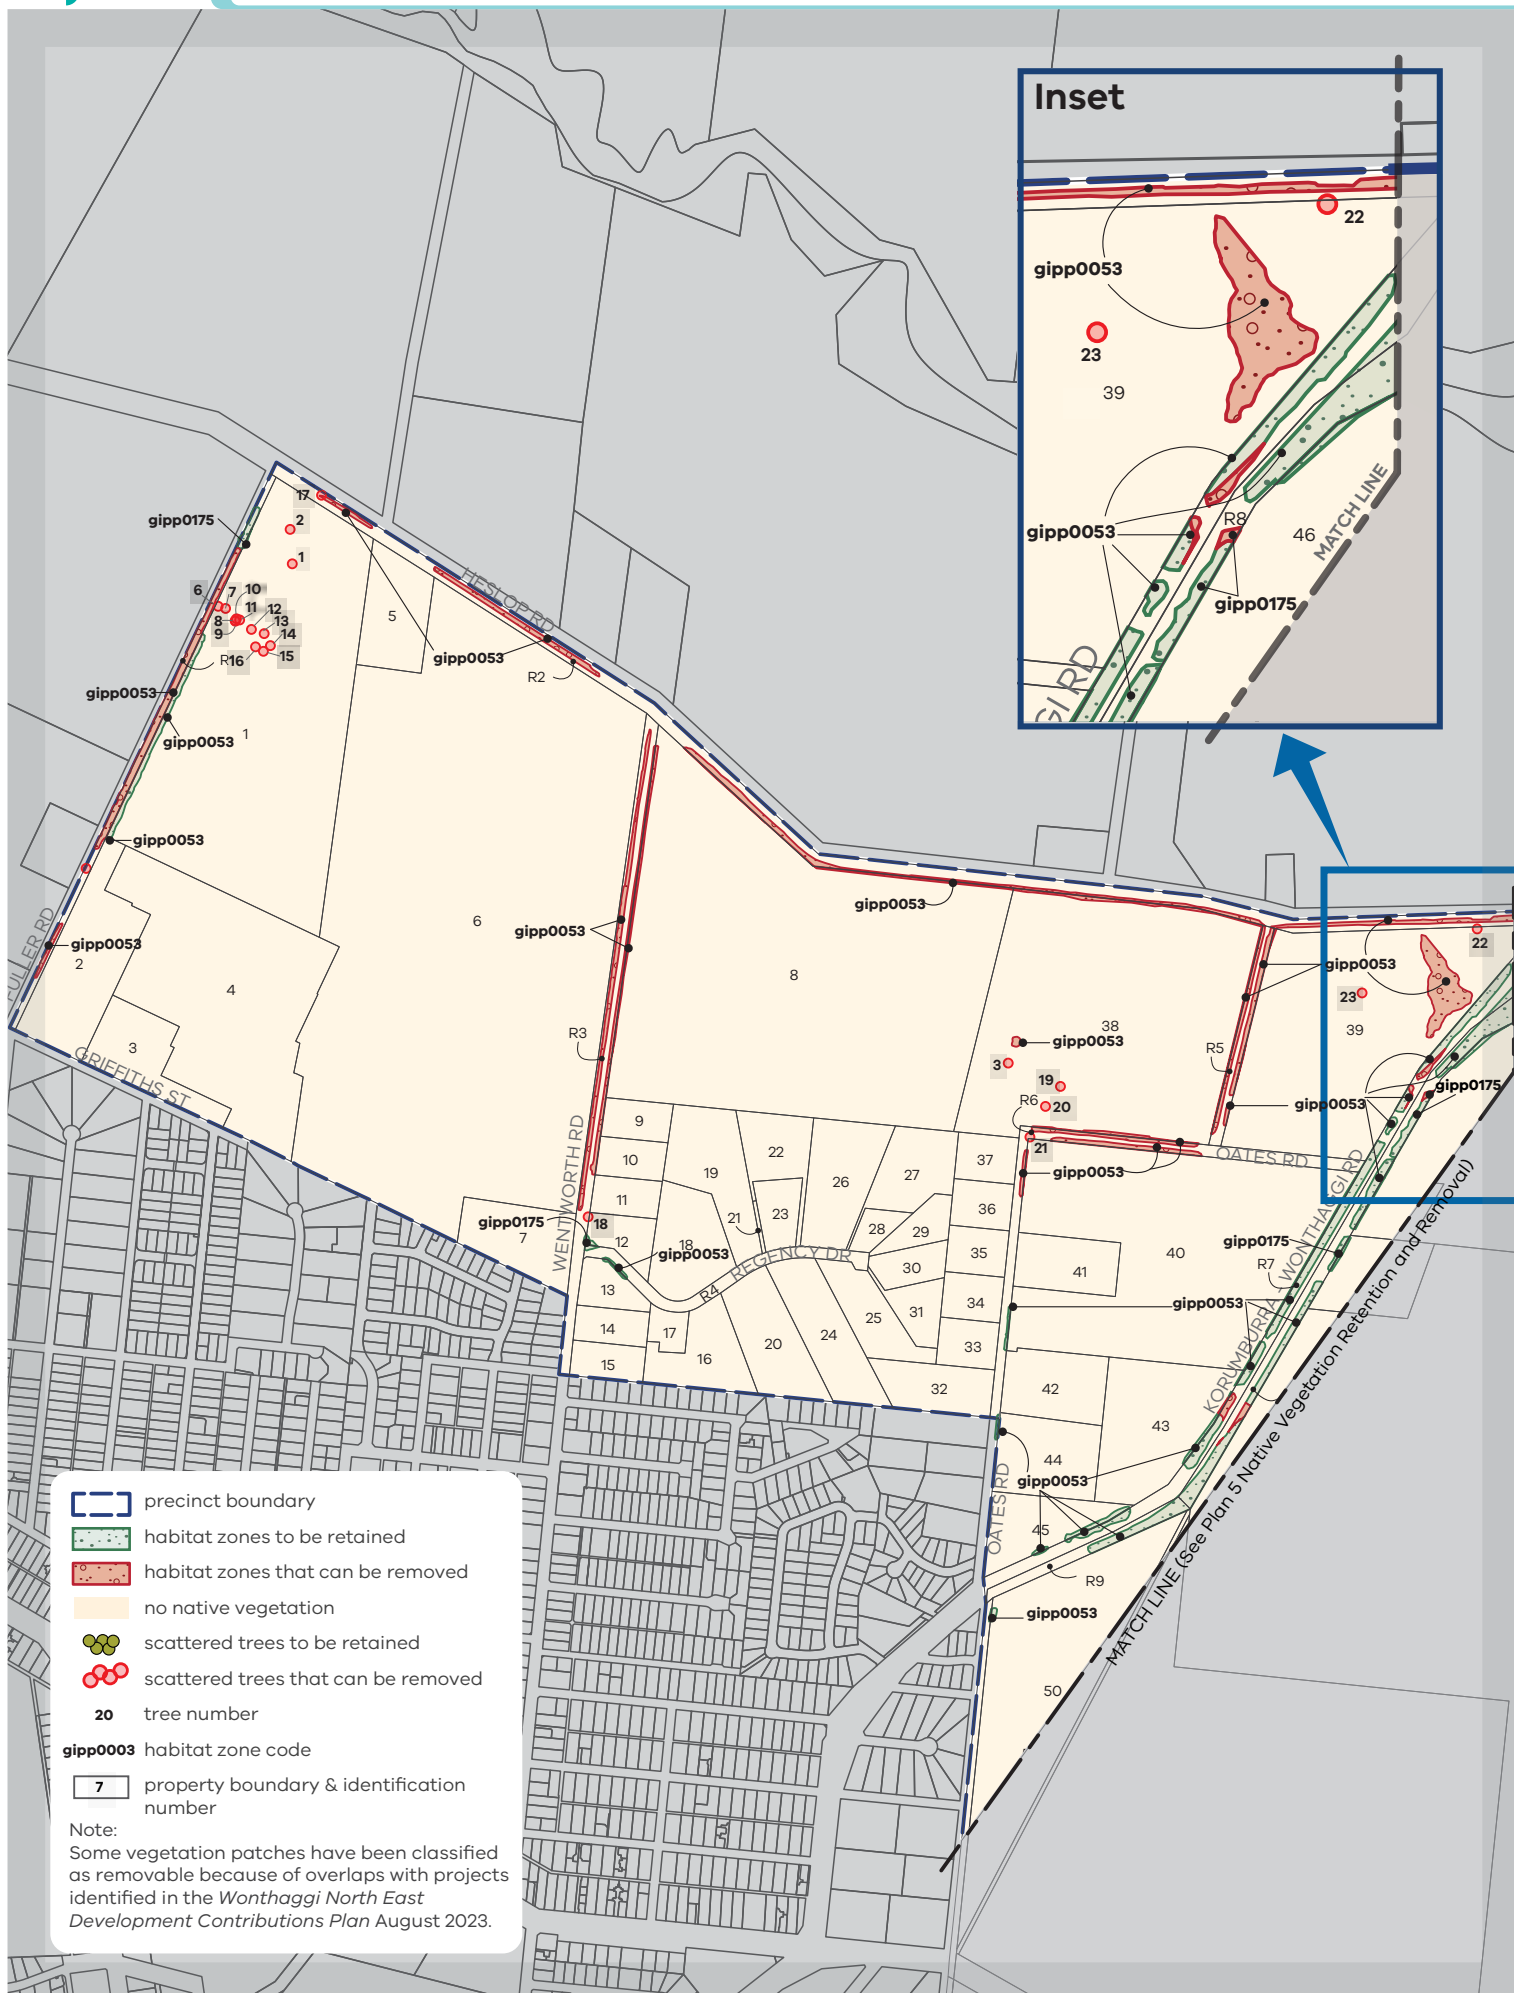 Inset
22
gipp0053
23
39
gipp0053
R8
46
MATCH LINE
gipp0175
GI RD
17
2
gipp0175
1
HESLOP RD
6
7
10
11
12
8
13
9
14
R
16
15
5
gipp0053
R2
gipp0053
gipp0053
1
gipp0053
FULLER RD
gipp0053
2
4
3
GRIFFITHS ST
6
gipp0053
R3
8
gipp0053
gipp0053
22
23
39
38
gipp0053
3
19
R6
20
R5
gipp0053
gipp0175
21
gipp0053
OATES RD
9
10
11
12
WENTWORTH RD
gipp0175
18
7
gipp0053
13
14
15
16
17
18
19
20
21
22
23
24
25
26
27
28
29
30
31
32
33
34
35
36
37
R4
REGENCY DR
40
41
gipp0175
R7
gipp0053
KORUMBURRA - WONTHAGGI RD
42
43
44
gipp0053
45
OATES RD
R9
gipp0053
50
MATCH LINE (See Plan 5 Native Vegetation Retention and Removal)
precinct boundary
habitat zones to be retained
habitat zones that can be removed
no native vegetation
scattered trees to be retained
scattered trees that can be removed
20 tree number
gipp0003 habitat zone code
7 property boundary & identification
number
Note:
Some vegetation patches have been classified
as removable because of overlaps with projects
identified in the Wonthaggi North East
Development Contributions Plan August 2023.